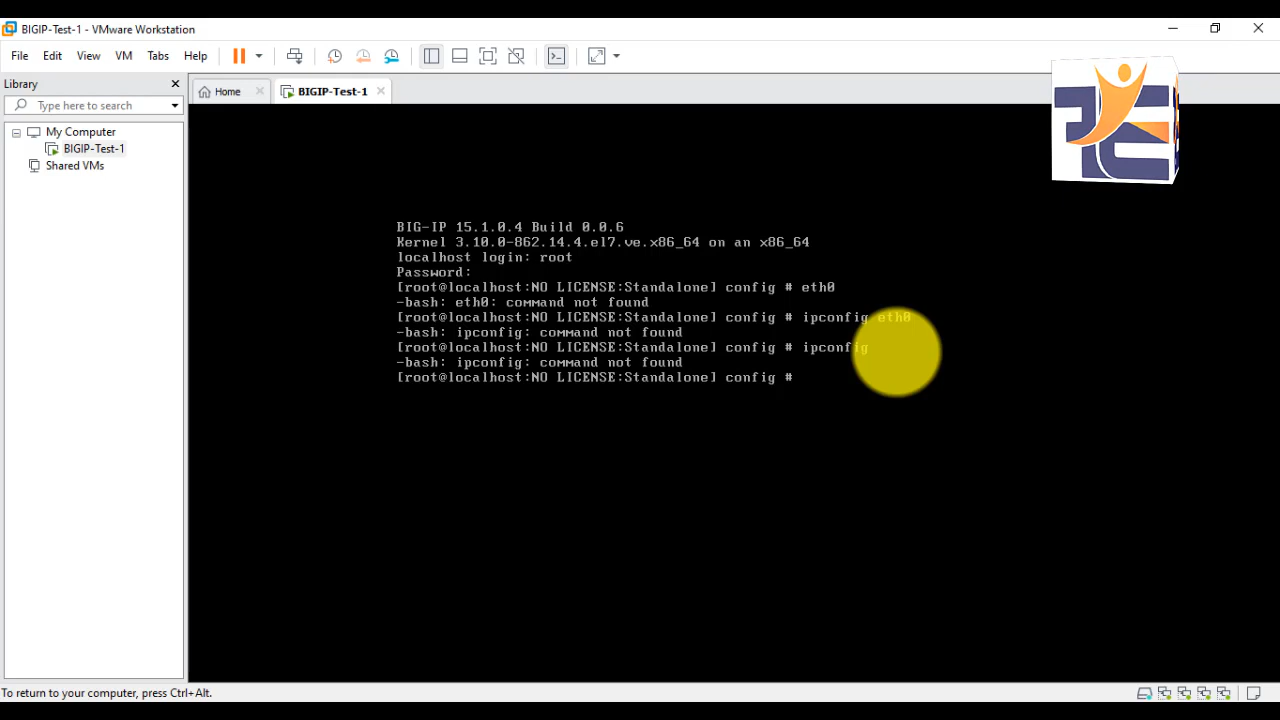 BIGIP-Test-1 - VMware Workstation
File Edit View VM Tabs Help
Library
Type here to search
My Computer
BIGIP-Test-1
Shared VMs
Home
BIGIP-Test-1
BIG-IP 15.1.0.4 Build 0.0.6
Kernel 3.10.0-862.14.4.el7.ve.x86_64 on an x86_64
localhost login: root
Password:
[root@localhost:NO LICENSE:Standalone] config # eth0
-bash: eth0: command not found
[root@localhost:NO LICENSE:Standalone] config # ipconfig eth0
-bash: ipconfig: command not found
[root@localhost:NO LICENSE:Standalone] config # ipconfig
-bash: ipconfig: command not found
[root@localhost:NO LICENSE:Standalone] config #
To return to your computer, press Ctrl+Alt.